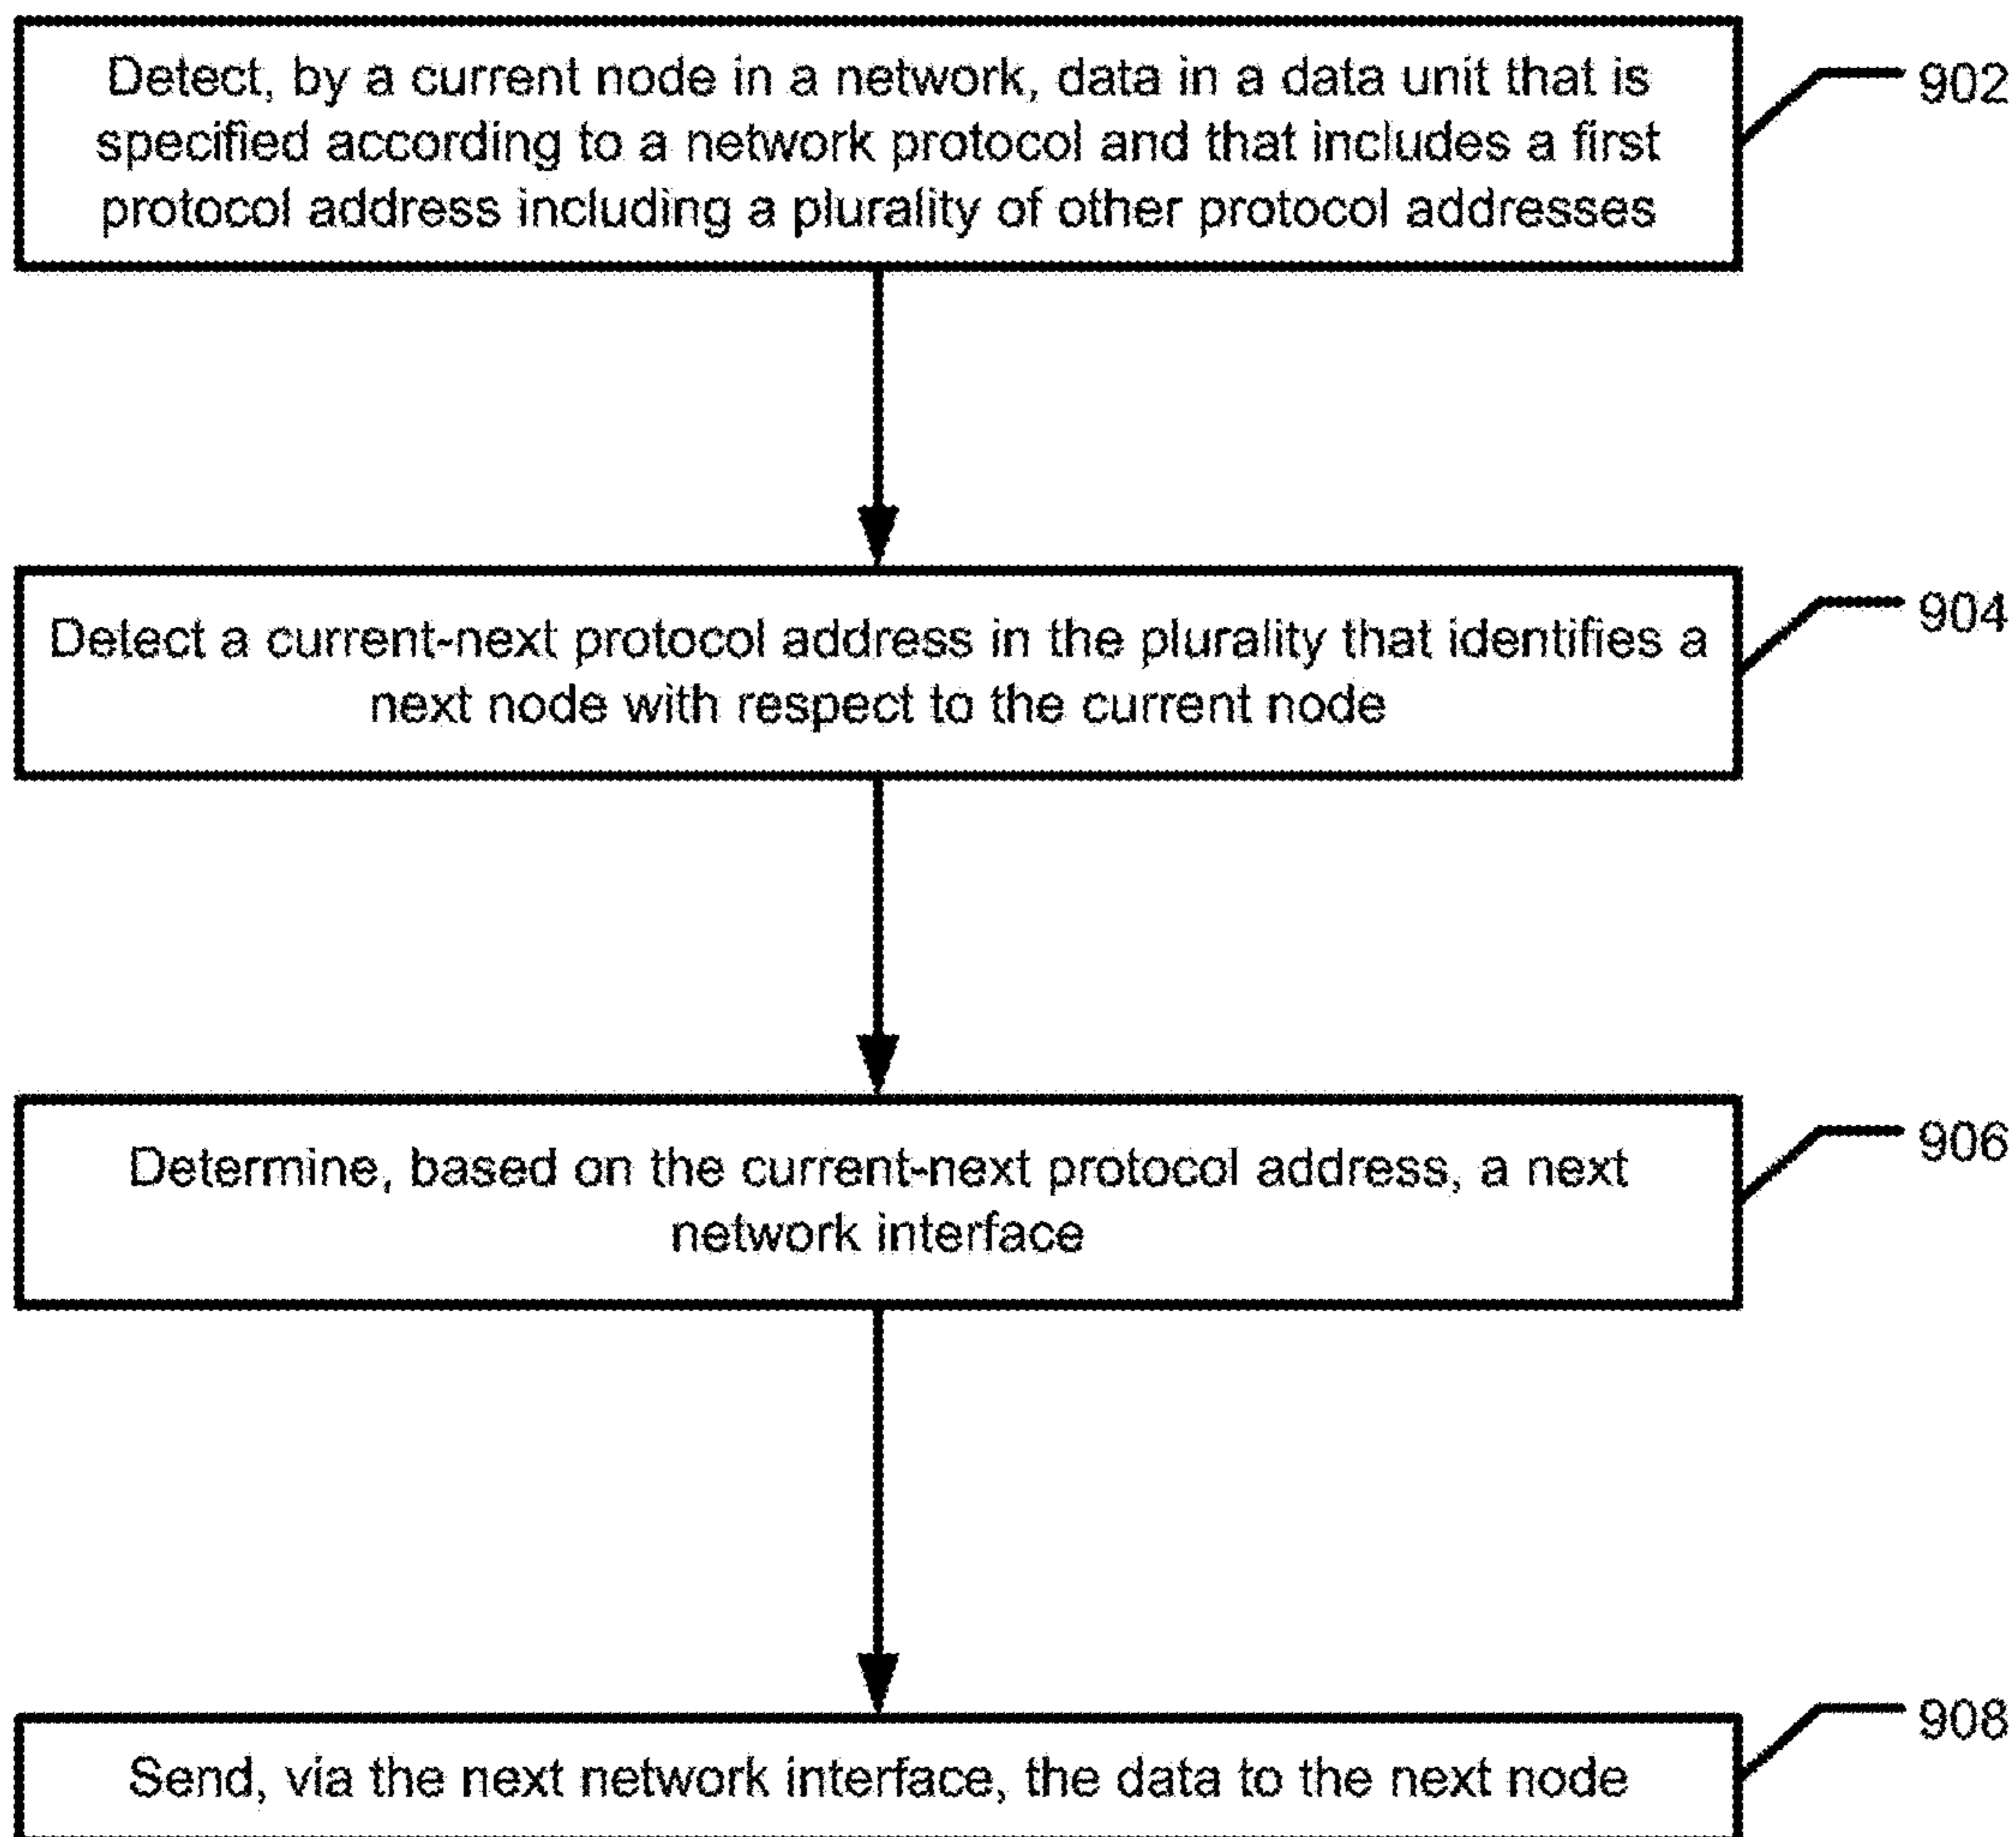 Detect, by a current node in a network, data in a data unit that is
specified according to a network protocol and that includes a first
protocol address including a plurality of other protocol addresses
902
Detect a current-next protocol address in the plurality that identifies a
next node with respect to the current node
904
Determine, based on the current-next protocol address, a next
network interface
906
Send, via the next network interface, the data to the next node
908